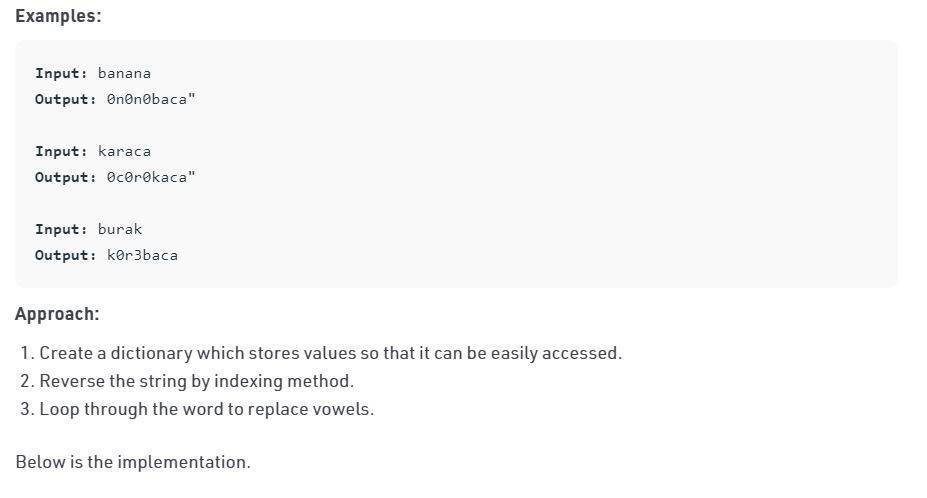 Examples:
Input: banana
Output: 0n0n0baca"
Input: karaca
Output: 0c0r0kaca"
Input: burak
Output: k0r3baca
Approach:
1. Create a dictionary which stores values so that it can be easily accessed.
2. Reverse the string by indexing method.
3. Loop through the word to replace vowels.
Below is the implementation.